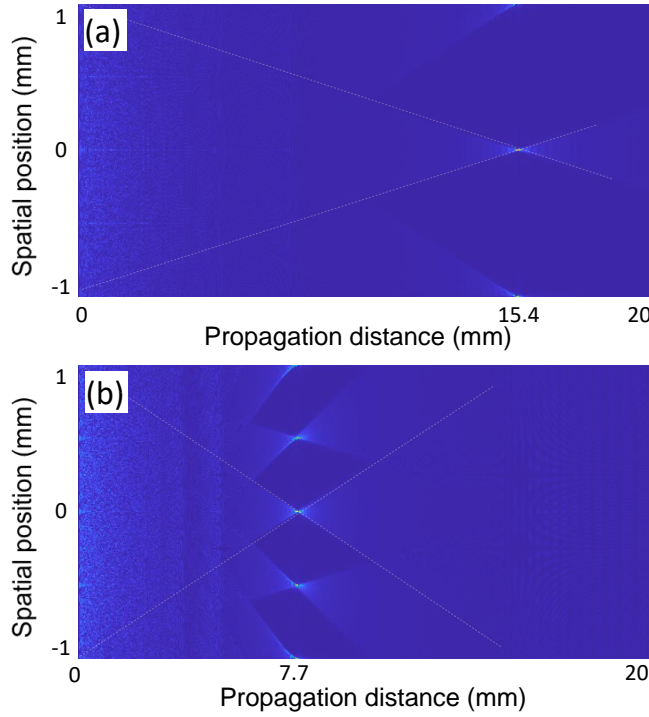 (a)
Spatial position (mm)
1
0
-1
0
15.4
20
Propagation distance (mm)
(b)
Spatial position (mm)
1
0
-1
0
7.7
20
Propagation distance (mm)